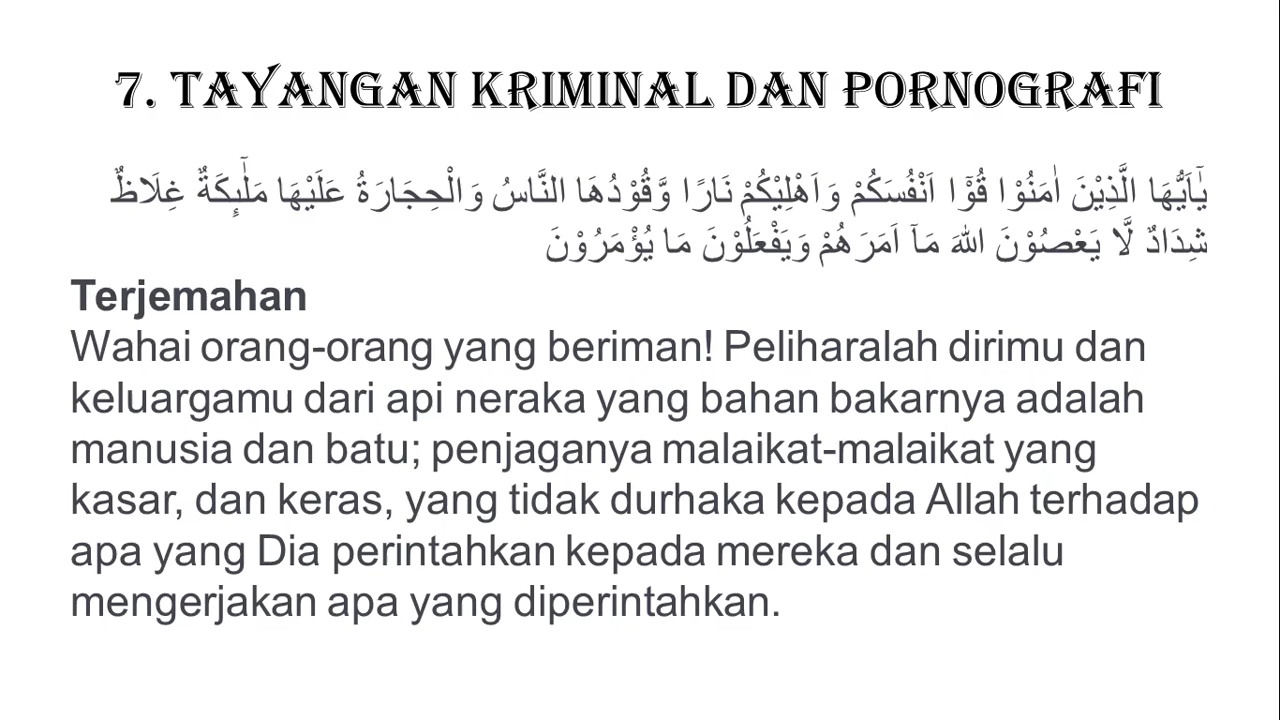 7. TAYANGAN KRIMINAL DAN PORNOGRAFI
يٰٓاَيُّهَا الَّذِيْنَ اٰمَنُوْا قُوْٓا اَنْفُسَكُمْ وَاَهْلِيْكُمْ نَارًا وَّقُوْدُهَا النَّاسُ وَالْحِجَارَةُ عَلَيْهَا مَلٰۤىِٕكَةٌ غِلَاظٌ
شِدَادٌ لَّا يَعْصُوْنَ اللّٰهَ مَآ اَمَرَهُمْ وَيَفْعَلُوْنَ مَا يُؤْمَرُوْنَ
Terjemahan
Wahai orang-orang yang beriman! Peliharalah dirimu dan
keluargamu dari api neraka yang bahan bakarnya adalah
manusia dan batu; penjaganya malaikat-malaikat yang
kasar, dan keras, yang tidak durhaka kepada Allah terhadap
apa yang Dia perintahkan kepada mereka dan selalu
mengerjakan apa yang diperintahkan.